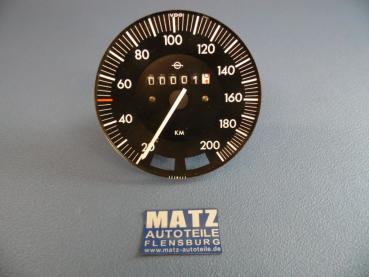 VDO
100
80
120
60
140
00001
40
160
KM
20
180
200
MATZ
AUTOTEILE
FLENSBURG
www.matz-autoteile.de